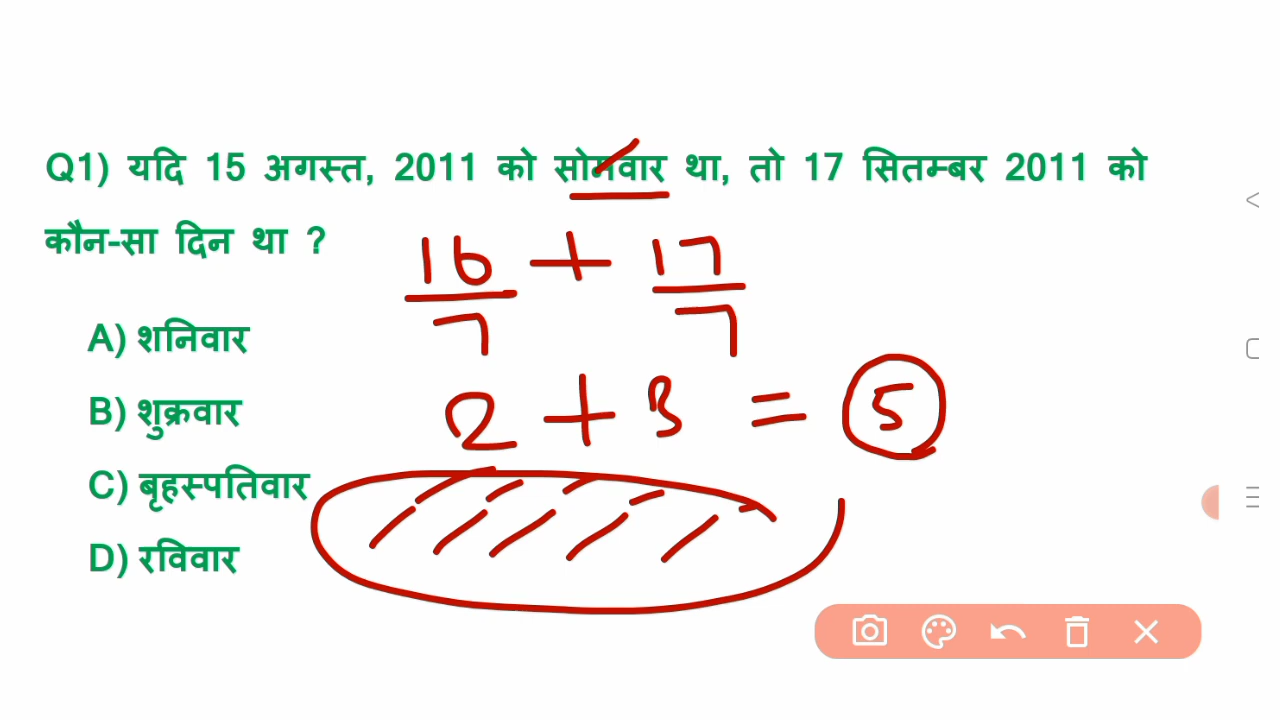 Q1) यदि 15 अगस्त, 2011 को सोमवार था, तो 17 सितम्बर 2011 को
कौन-सा दिन था ?
16/7 + 17/7
A) शनिवार
B) शुक्रवार
2 + 3 = 5
C) बृहस्पतिवार
D) रविवार